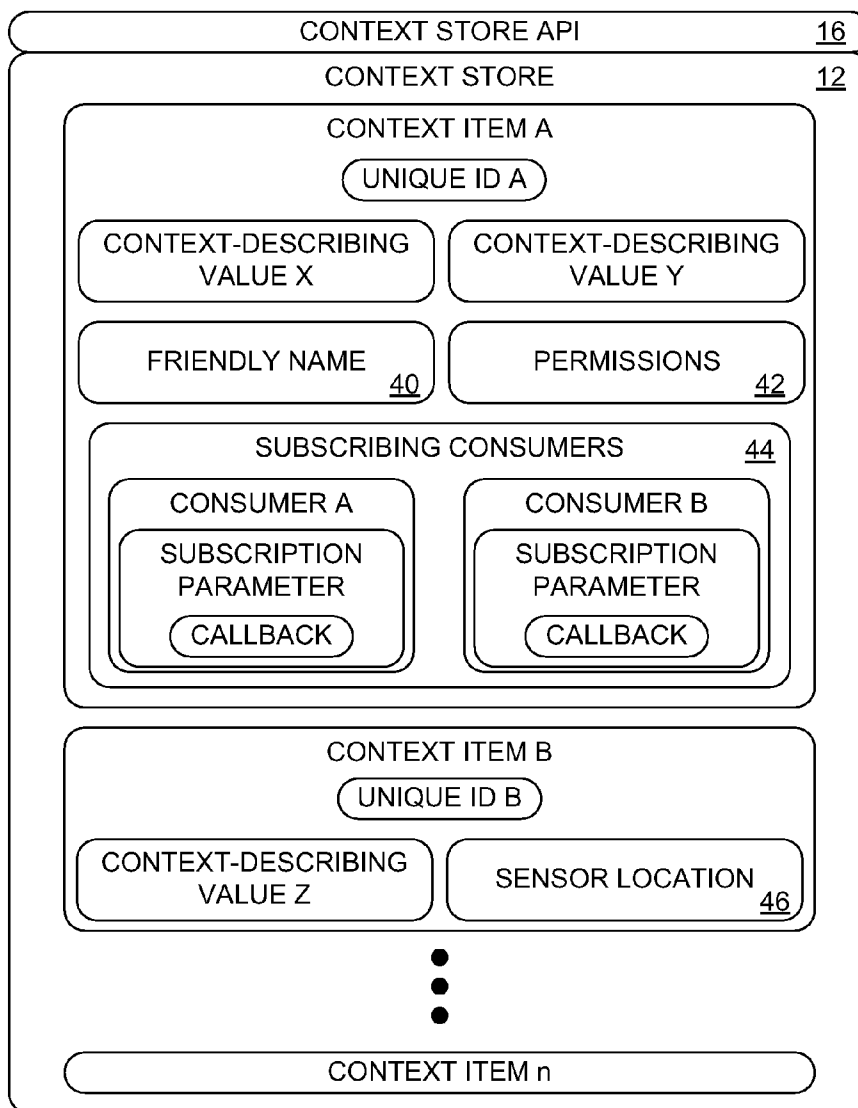 CONTEXT STORE API 16
CONTEXT STORE 12
CONTEXT ITEM A
UNIQUE ID A
CONTEXT-DESCRIBING
VALUE X
CONTEXT-DESCRIBING
VALUE Y
FRIENDLY NAME 40
PERMISSIONS 42
SUBSCRIBING CONSUMERS 44
CONSUMER A
SUBSCRIPTION
PARAMETER
CALLBACK
CONSUMER B
SUBSCRIPTION
PARAMETER
CALLBACK
CONTEXT ITEM B
UNIQUE ID B
CONTEXT-DESCRIBING
VALUE Z
SENSOR LOCATION 46
CONTEXT ITEM n